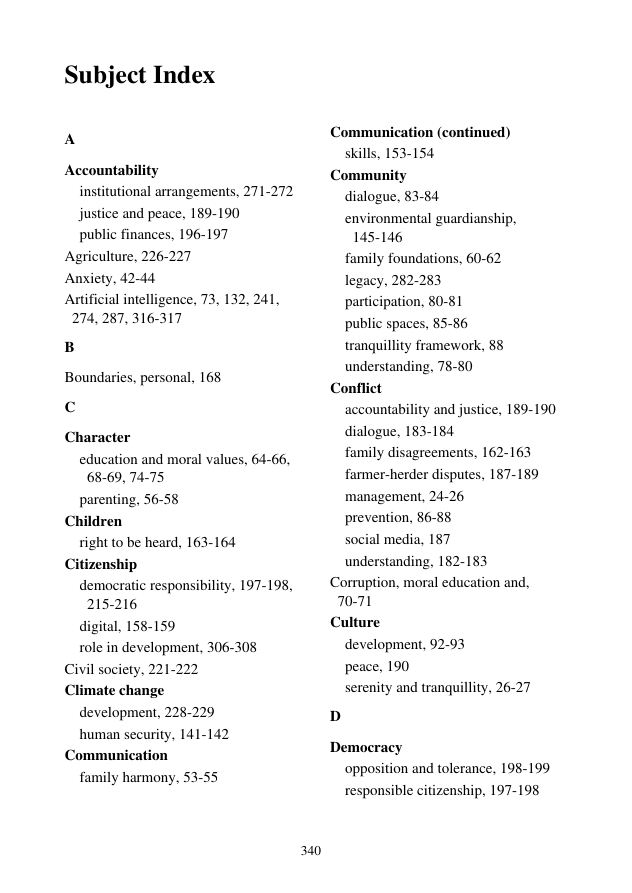 Subject Index
A
Accountability
institutional arrangements, 271-272
justice and peace, 189-190
public finances, 196-197
Agriculture, 226-227
Anxiety, 42-44
Artificial intelligence, 73, 132, 241,
274, 287, 316-317
B
Boundaries, personal, 168
C
Character
education and moral values, 64-66,
68-69, 74-75
parenting, 56-58
Children
right to be heard, 163-164
Citizenship
democratic responsibility, 197-198,
215-216
digital, 158-159
role in development, 306-308
Civil society, 221-222
Climate change
development, 228-229
human security, 141-142
Communication
family harmony, 53-55
Communication (continued)
skills, 153-154
Community
dialogue, 83-84
environmental guardianship,
145-146
family foundations, 60-62
legacy, 282-283
participation, 80-81
public spaces, 85-86
tranquillity framework, 88
understanding, 78-80
Conflict
accountability and justice, 189-190
dialogue, 183-184
family disagreements, 162-163
farmer-herder disputes, 187-189
management, 24-26
prevention, 86-88
social media, 187
understanding, 182-183
Corruption, moral education and,
70-71
Culture
development, 92-93
peace, 190
serenity and tranquillity, 26-27
D
Democracy
opposition and tolerance, 198-199
responsible citizenship, 197-198
340